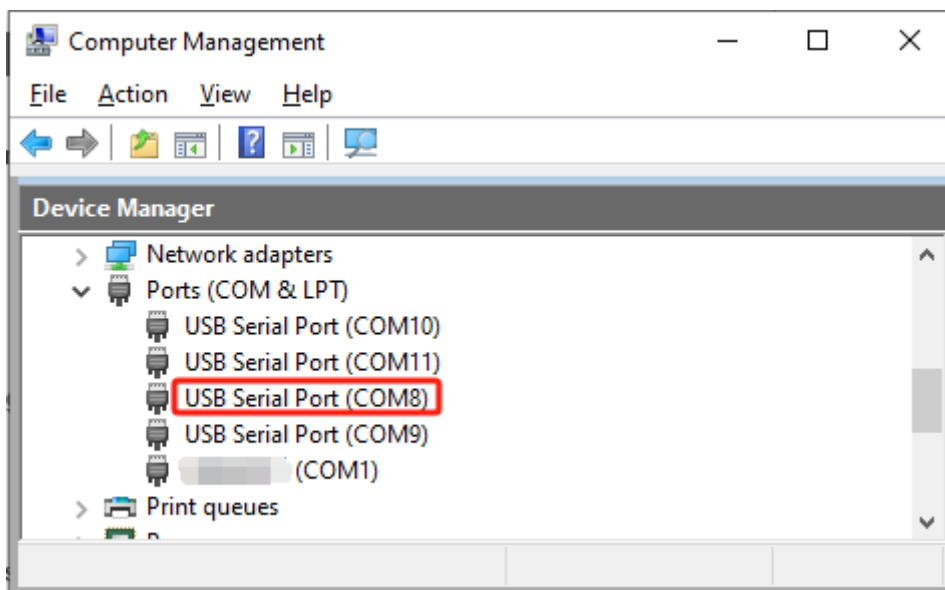 Computer Management
File Action View Help
Device Manager
Network adapters
Ports (COM & LPT)
USB Serial Port (COM10)
USB Serial Port (COM11)
USB Serial Port (COM8)
USB Serial Port (COM9)
(COM1)
Print queues